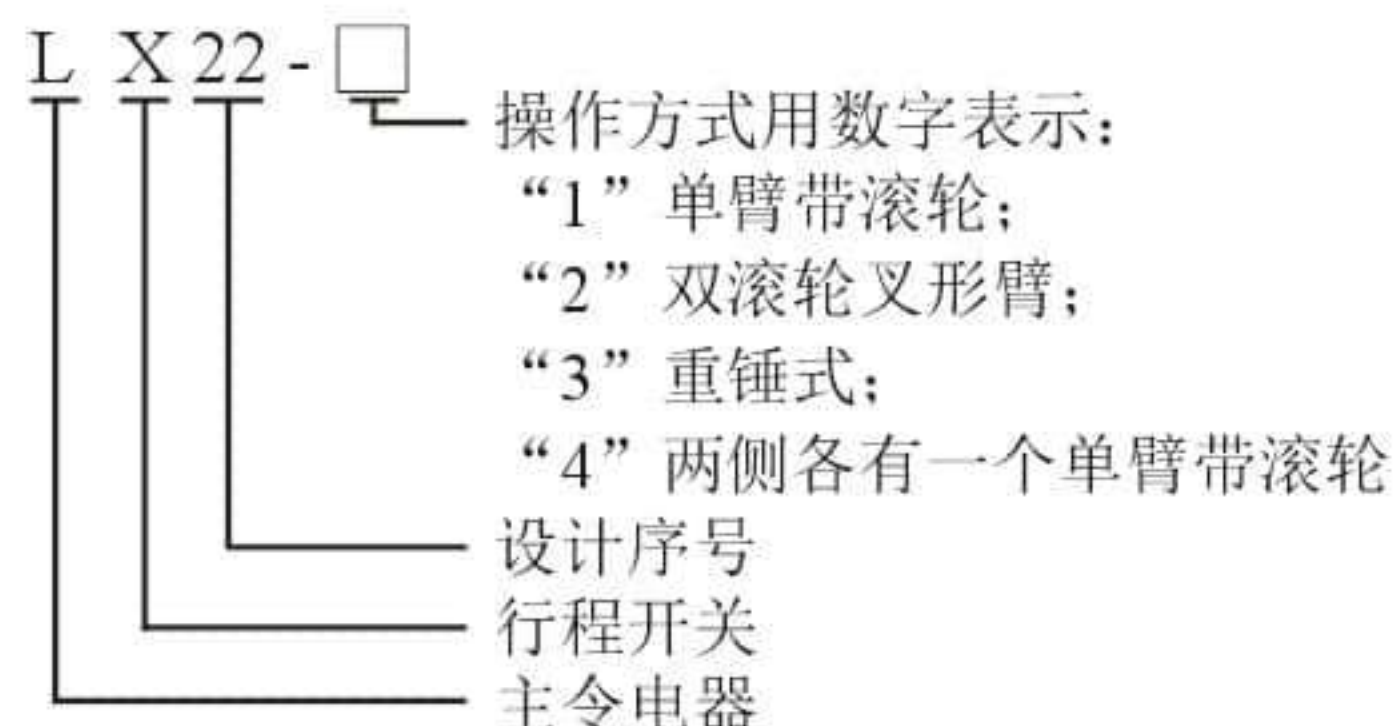 L X 22 - □
操作方式用数字表示：
“1”单臂带滚轮；
“2”双滚轮叉形臂；
“3”重锤式；
“4”两侧各有一个单臂带滚轮
设计序号
行程开关
主令电器